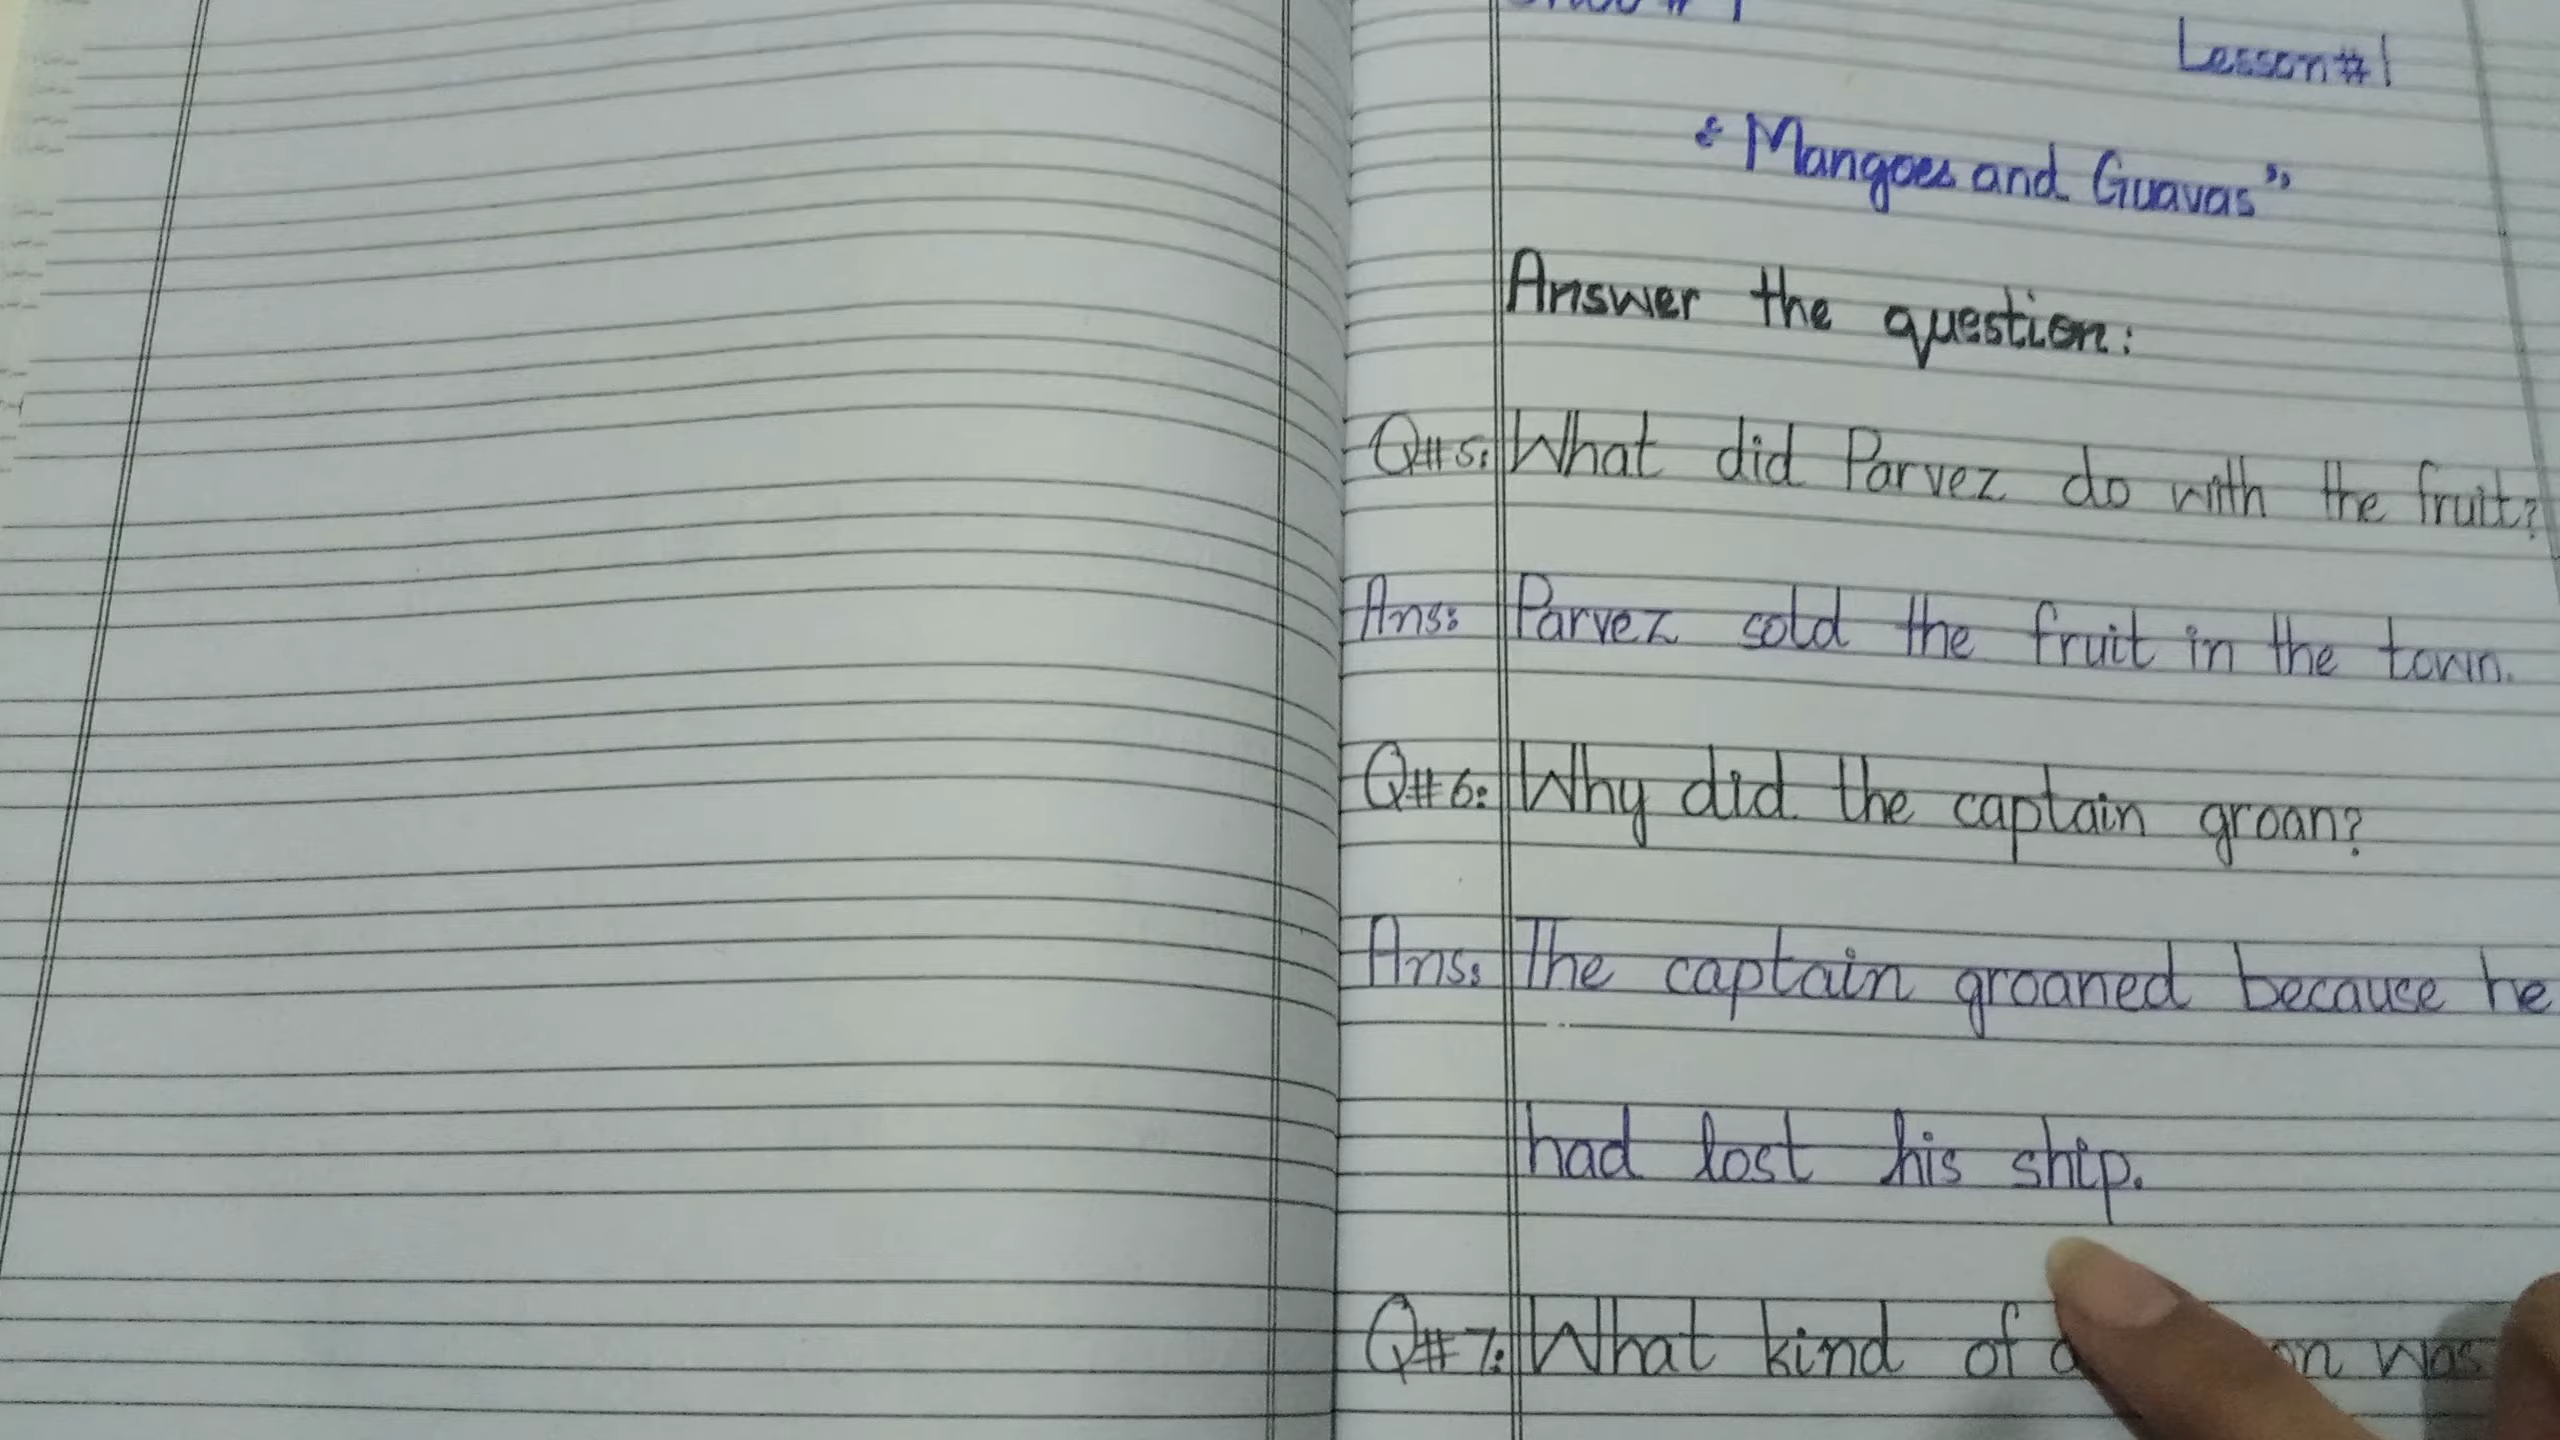 Lesson#1
"Mangoes and Guavas"
Answer the question:
Q#5: What did Parvez do with the fruit?
Ans: Parvez sold the fruit in the town.
Q#6: Why did the captain groan?
Ans: The captain groaned because he
had lost his ship.
Q#7: What kind of was